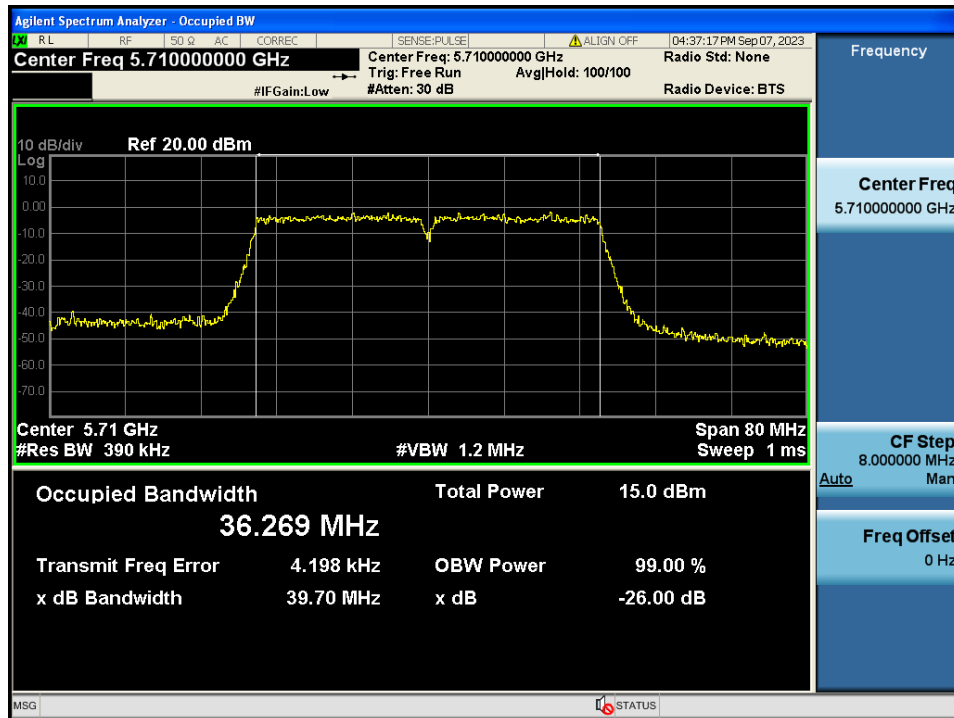 Agilent Spectrum Analyzer - Occupied BW
LXI RL RF 50 Ω AC CORREC SENSE:PULSE ALIGN OFF 04:37:17 PM Sep 07, 2023
Center Freq 5.710000000 GHz
Center Freq: 5.710000000 GHz
Radio Std: None
Trig: Free Run Avg|Hold: 100/100
#IFGain:Low
#Atten: 30 dB
Radio Device: BTS
10 dB/div Ref 20.00 dBm
Log
10.0
0.00
-10.0
-20.0
-30.0
-40.0
-50.0
-60.0
-70.0
Center 5.71 GHz Span 80 MHz
#Res BW 390 kHz #VBW 1.2 MHz Sweep 1 ms
Occupied Bandwidth Total Power 15.0 dBm
36.269 MHz
Transmit Freq Error 4.198 kHz OBW Power 99.00 %
x dB Bandwidth 39.70 MHz x dB -26.00 dB
Frequency
Center Freq
5.710000000 GHz
CF Step
8.000000 MHz
Auto Man
Freq Offset
0 Hz
MSG STATUS